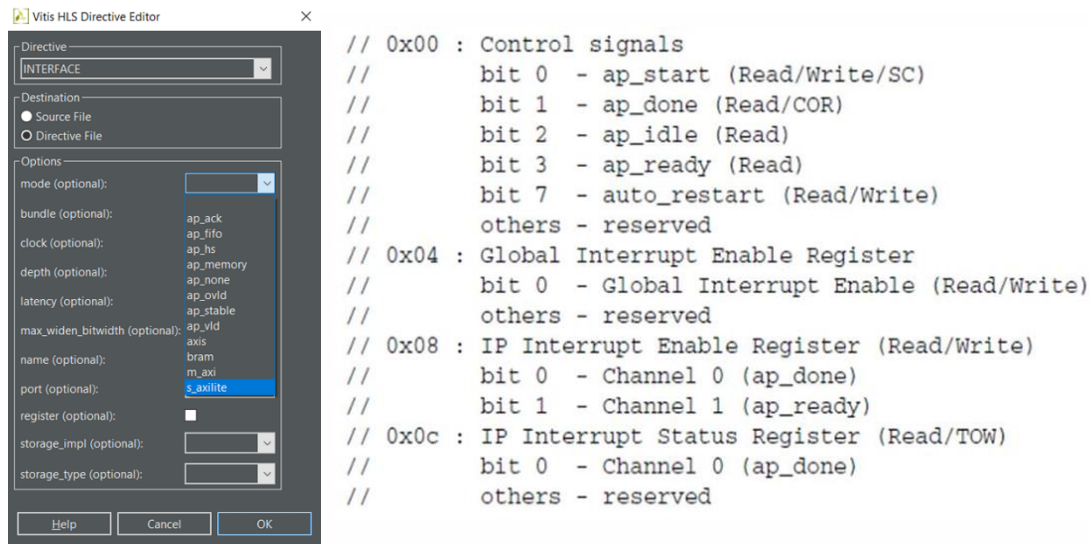 Vitis HLS Directive Editor
Directive
INTERFACE
Destination
Source File
Directive File
Options
mode (optional):
bundle (optional):
clock (optional):
depth (optional):
latency (optional):
max_widen_bitwidth (optional):
name (optional):
port (optional):
register (optional):
storage_impl (optional):
storage_type (optional):
ap_ack
ap_fifo
ap_hs
ap_memory
ap_none
ap_ovld
ap_stable
ap_vld
axis
bram
m_axi
s_axilite
Help Cancel OK
// 0x00 : Control signals
// bit 0 - ap_start (Read/Write/SC)
// bit 1 - ap_done (Read/COR)
// bit 2 - ap_idle (Read)
// bit 3 - ap_ready (Read)
// bit 7 - auto_restart (Read/Write)
// others - reserved
// 0x04 : Global Interrupt Enable Register
// bit 0 - Global Interrupt Enable (Read/Write)
// others - reserved
// 0x08 : IP Interrupt Enable Register (Read/Write)
// bit 0 - Channel 0 (ap_done)
// bit 1 - Channel 1 (ap_ready)
// 0x0c : IP Interrupt Status Register (Read/TOW)
// bit 0 - Channel 0 (ap_done)
// others - reserved